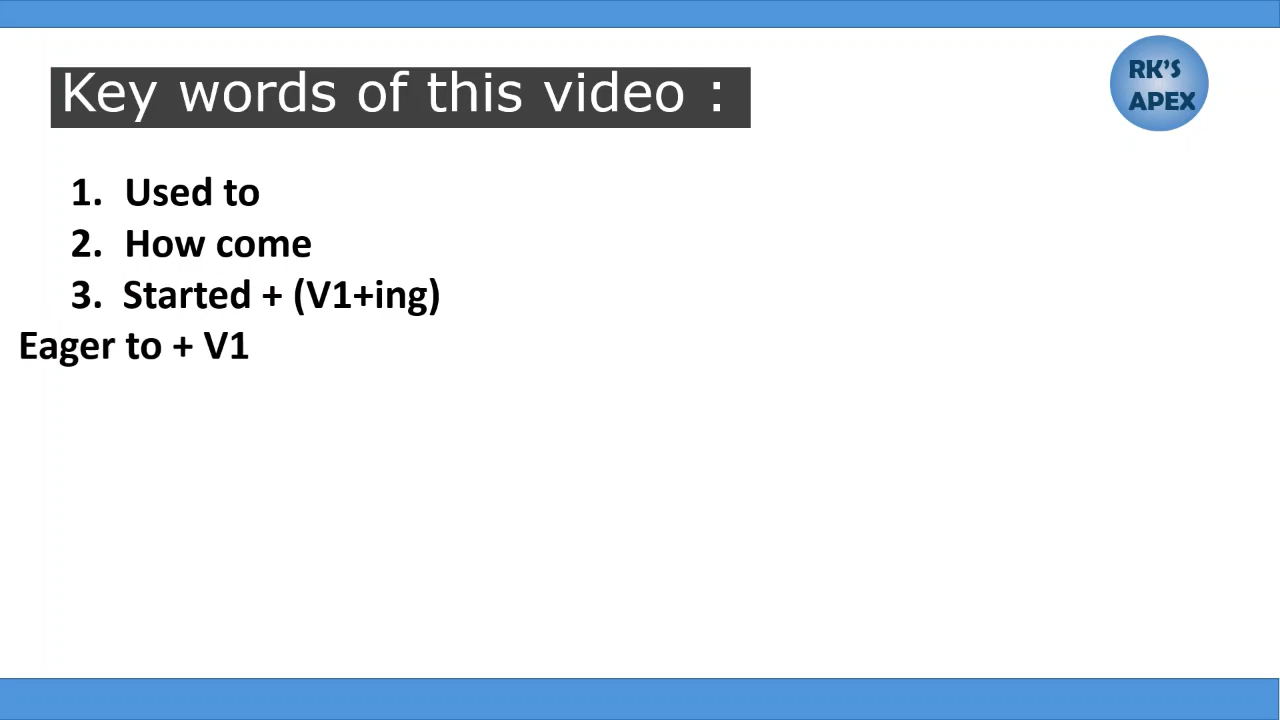 Key words of this video :
RK'S
APEX
1. Used to
2. How come
3. Started + (V1+ing)
Eager to + V1